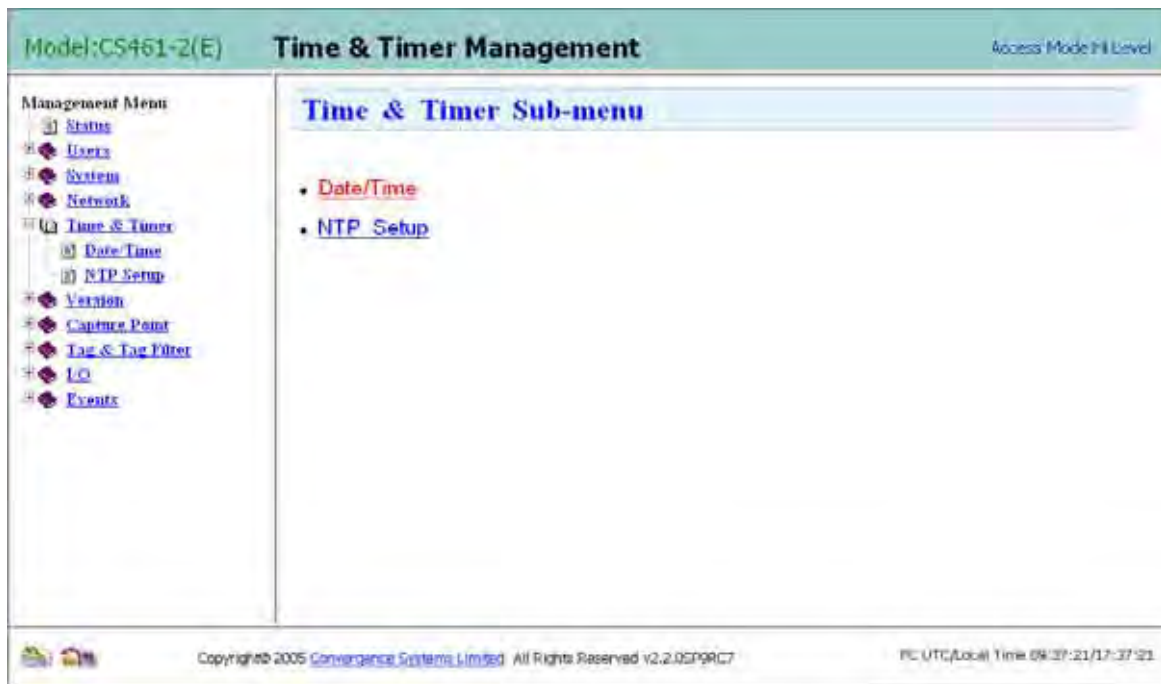 Model:CS461-2(E)
Time & Timer Management
Access Mode Hi Level
Management Menu
Status
Users
System
Network
Time & Timer
Date/Time
NTP Setup
Version
Capture Point
Tag & Tag Filter
I/O
Events
Time & Timer Sub-menu
• Date/Time
• NTP Setup
Copyright© 2005 Convergence Systems Limited All Rights Reserved v2.2.0SP9RC7
PC UTC/Local Time 09:37:21/17:37:21